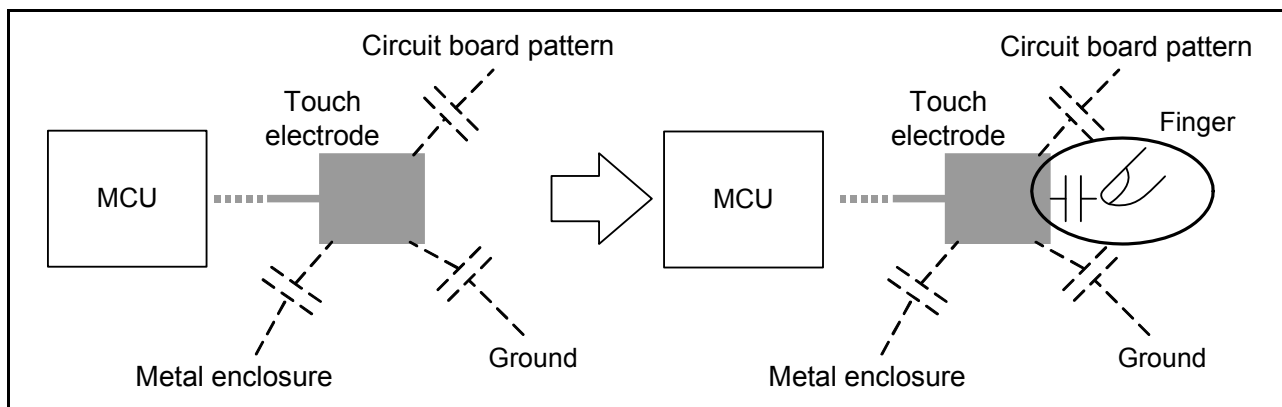 Circuit board pattern
Touch
electrode
MCU
Metal enclosure
Ground
Circuit board pattern
Touch
electrode
Finger
MCU
Metal enclosure
Ground